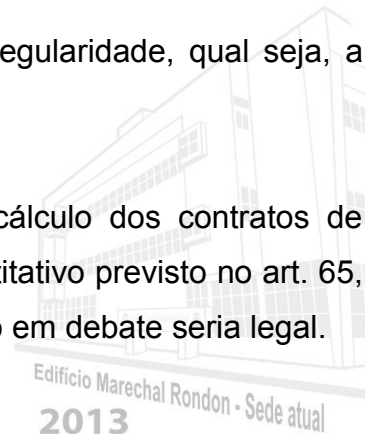 egularidade, qual seja, a
cálculo dos contratos de
titativo previsto no art. 65,
o em debate seria legal.
Edifício Marechal Rondon - Sede atual
2013